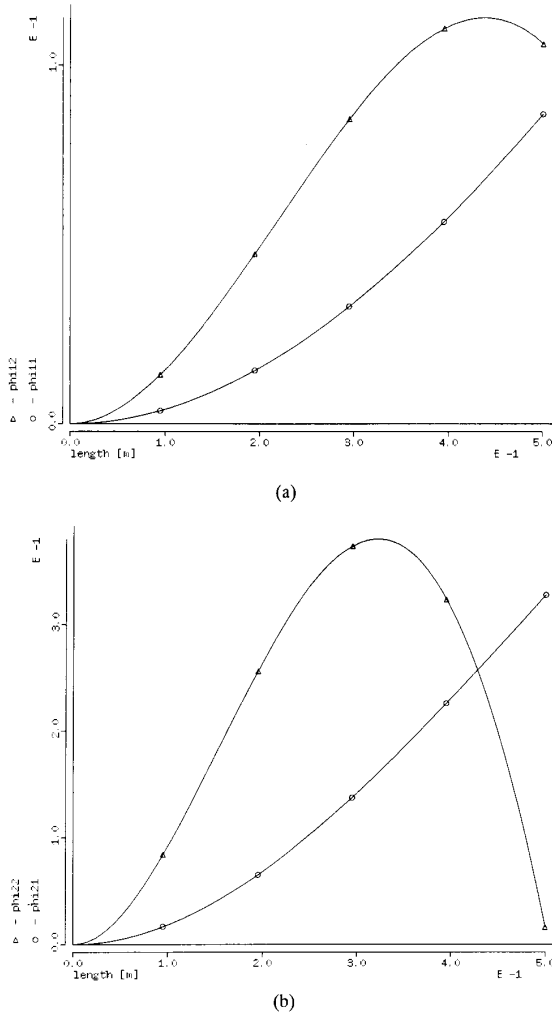 E -1
1.0
0.0
△ - phi12
○ - phi11
0.0 1.0 2.0 3.0 4.0 5.0
length [m] E -1
(a)
E -1
3.0
2.0
1.0
0.0
△ - phi22
○ - phi21
0.0 1.0 2.0 3.0 4.0 5.0
length [m] E -1
(b)